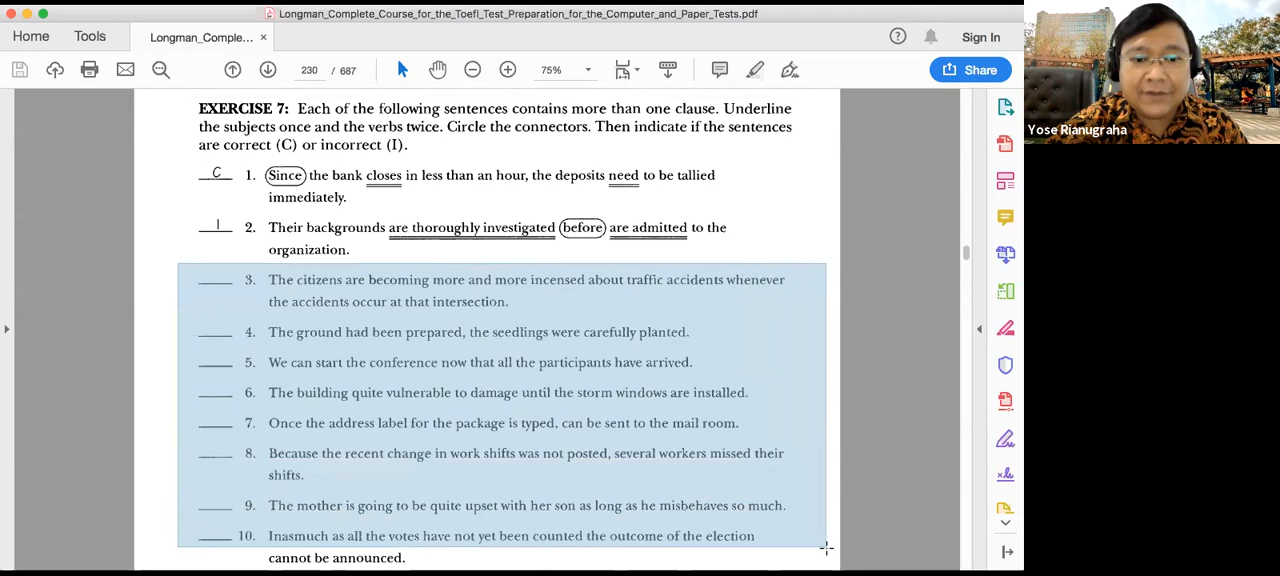 Longman_Complete_Course_for_the_Toefl_Test_Preparation_for_the_Computer_and_Paper_Tests.pdf
Home Tools Longman_Comple... × Sign In
230 / 687 75% Share
Yose Rianugraha
EXERCISE 7: Each of the following sentences contains more than one clause. Underline
the subjects once and the verbs twice. Circle the connectors. Then indicate if the sentences
are correct (C) or incorrect (I).
C 1. Since the bank closes in less than an hour, the deposits need to be tallied
immediately.
I 2. Their backgrounds are thoroughly investigated before are admitted to the
organization.
3. The citizens are becoming more and more incensed about traffic accidents whenever
the accidents occur at that intersection.
4. The ground had been prepared, the seedlings were carefully planted.
5. We can start the conference now that all the participants have arrived.
6. The building quite vulnerable to damage until the storm windows are installed.
7. Once the address label for the package is typed, can be sent to the mail room.
8. Because the recent change in work shifts was not posted, several workers missed their
shifts.
9. The mother is going to be quite upset with her son as long as he misbehaves so much.
10. Inasmuch as all the votes have not yet been counted the outcome of the election
cannot be announced.